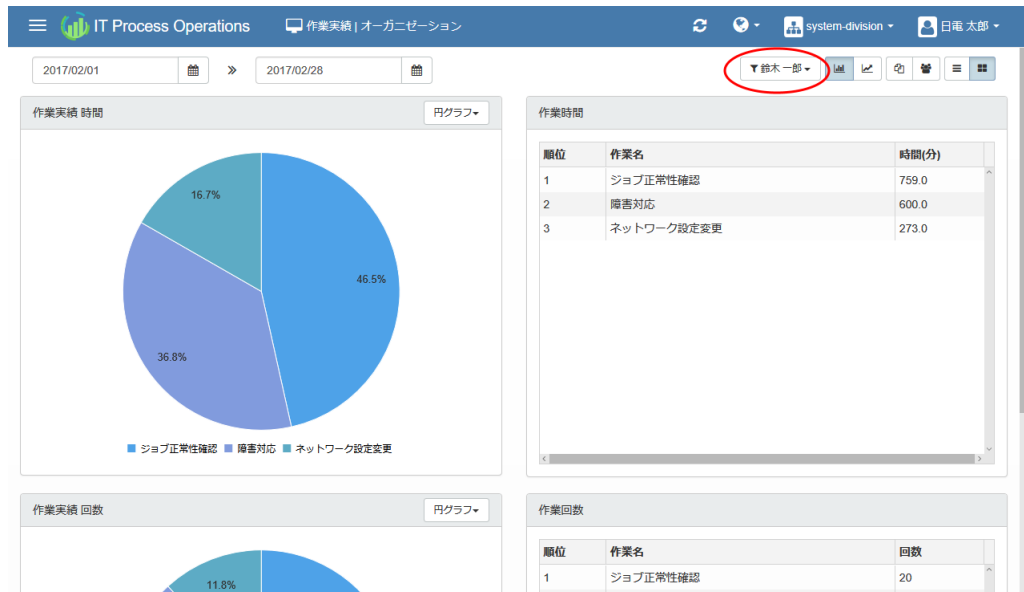 IT Process Operations 作業実績 | オーガニゼーション system-division 日電 太郎
2017/02/01 2017/02/28 鈴木 一郎
作業実績 時間 円グラフ
16.7%
46.5%
36.8%
ジョブ正常性確認 障害対応 ネットワーク設定変更
作業時間
順位 作業名 時間(分)
1 ジョブ正常性確認 759.0
2 障害対応 600.0
3 ネットワーク設定変更 273.0
作業実績 回数 円グラフ
11.8%
作業回数
順位 作業名 回数
1 ジョブ正常性確認 20